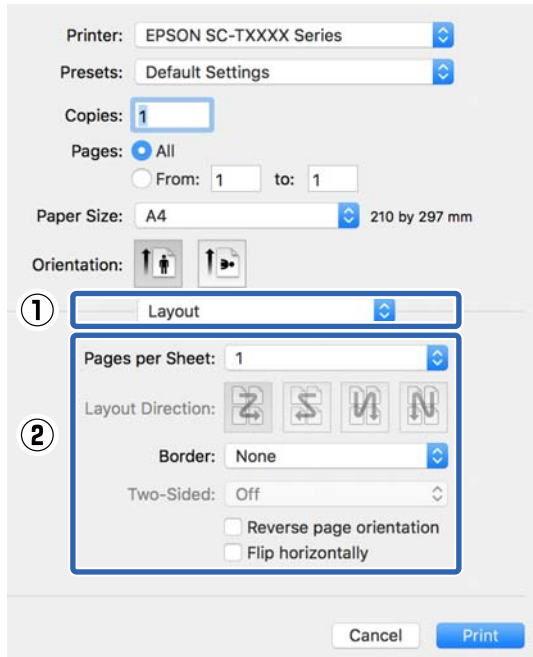 Printer: EPSON SC-TXXXX Series
Presets: Default Settings
Copies: 1
Pages: All
From: 1 to: 1
Paper Size: A4 210 by 297 mm
Orientation:
① Layout
Pages per Sheet: 1
Layout Direction:
②
Border: None
Two-Sided: Off
Reverse page orientation
Flip horizontally
Cancel Print